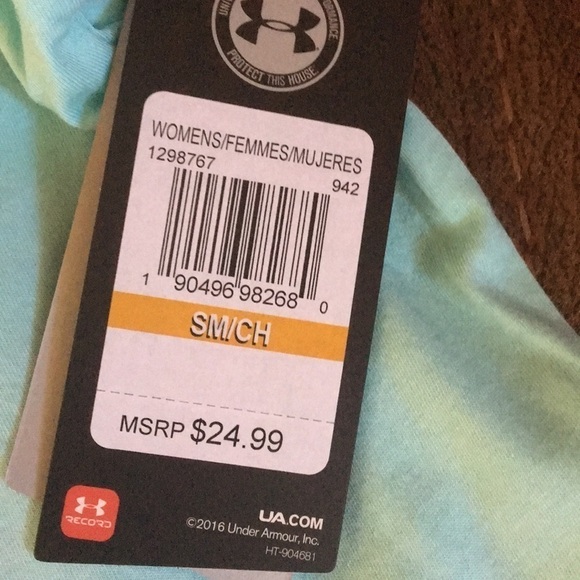 PROTECT THIS HOUSE
WOMENS/FEMMES/MUJERES
1298767
942
1 90496 98268 0
SM/CH
MSRP $24.99
RECORD
UA.COM
©2016 Under Armour, Inc.
HT-904681